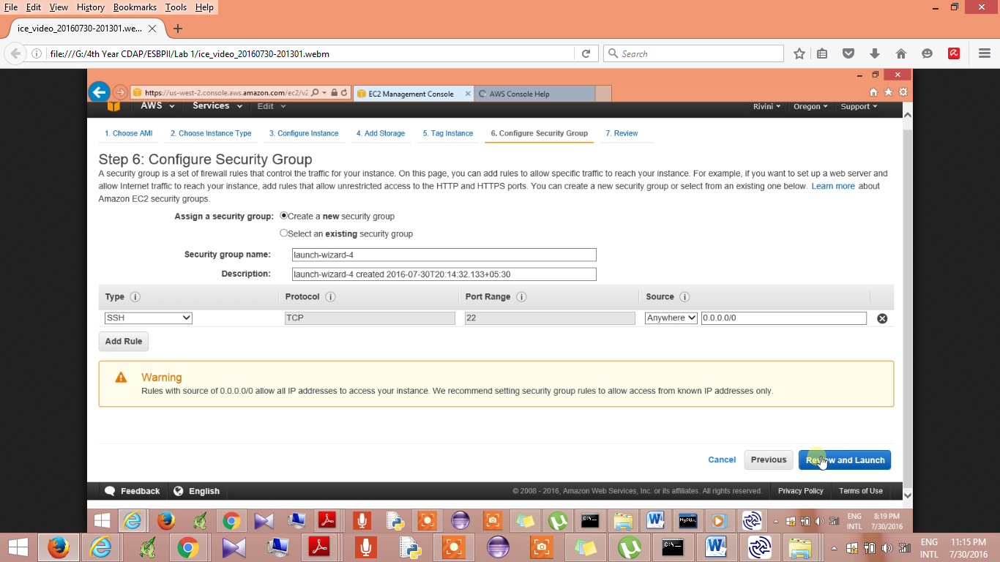 File Edit View History Bookmarks Tools Help
ice_video_20160730-201301.we...
file:///G:/4th Year CDAP/ESBPII/Lab 1/ice_video_20160730-201301.webm
Search
https://us-west-2.console.aws.amazon.com/ec2/v2
EC2 Management Console
AWS Console Help
AWS Services Edit Rivini Oregon Support
1. Choose AMI 2. Choose Instance Type 3. Configure Instance 4. Add Storage 5. Tag Instance 6. Configure Security Group 7. Review
Step 6: Configure Security Group
A security group is a set of firewall rules that control the traffic for your instance. On this page, you can add rules to allow specific traffic to reach your instance. For example, if you want to set up a web server and
allow Internet traffic to reach your instance, add rules that allow unrestricted access to the HTTP and HTTPS ports. You can create a new security group or select from an existing one below. Learn more about
Amazon EC2 security groups.
Assign a security group: Create a new security group
Select an existing security group
Security group name: launch-wizard-4
Description: launch-wizard-4 created 2016-07-30T20:14:32.133+05:30
Type Protocol Port Range Source
SSH TCP 22 Anywhere 0.0.0.0/0
Add Rule
Warning
Rules with source of 0.0.0.0/0 allow all IP addresses to access your instance. We recommend setting security group rules to allow access from known IP addresses only.
Cancel Previous Review and Launch
Feedback English © 2008 - 2016, Amazon Web Services, Inc. or its affiliates. All rights reserved. Privacy Policy Terms of Use
ENG 8:19 PM
INTL 7/30/2016
ENG 11:15 PM
INTL 7/30/2016